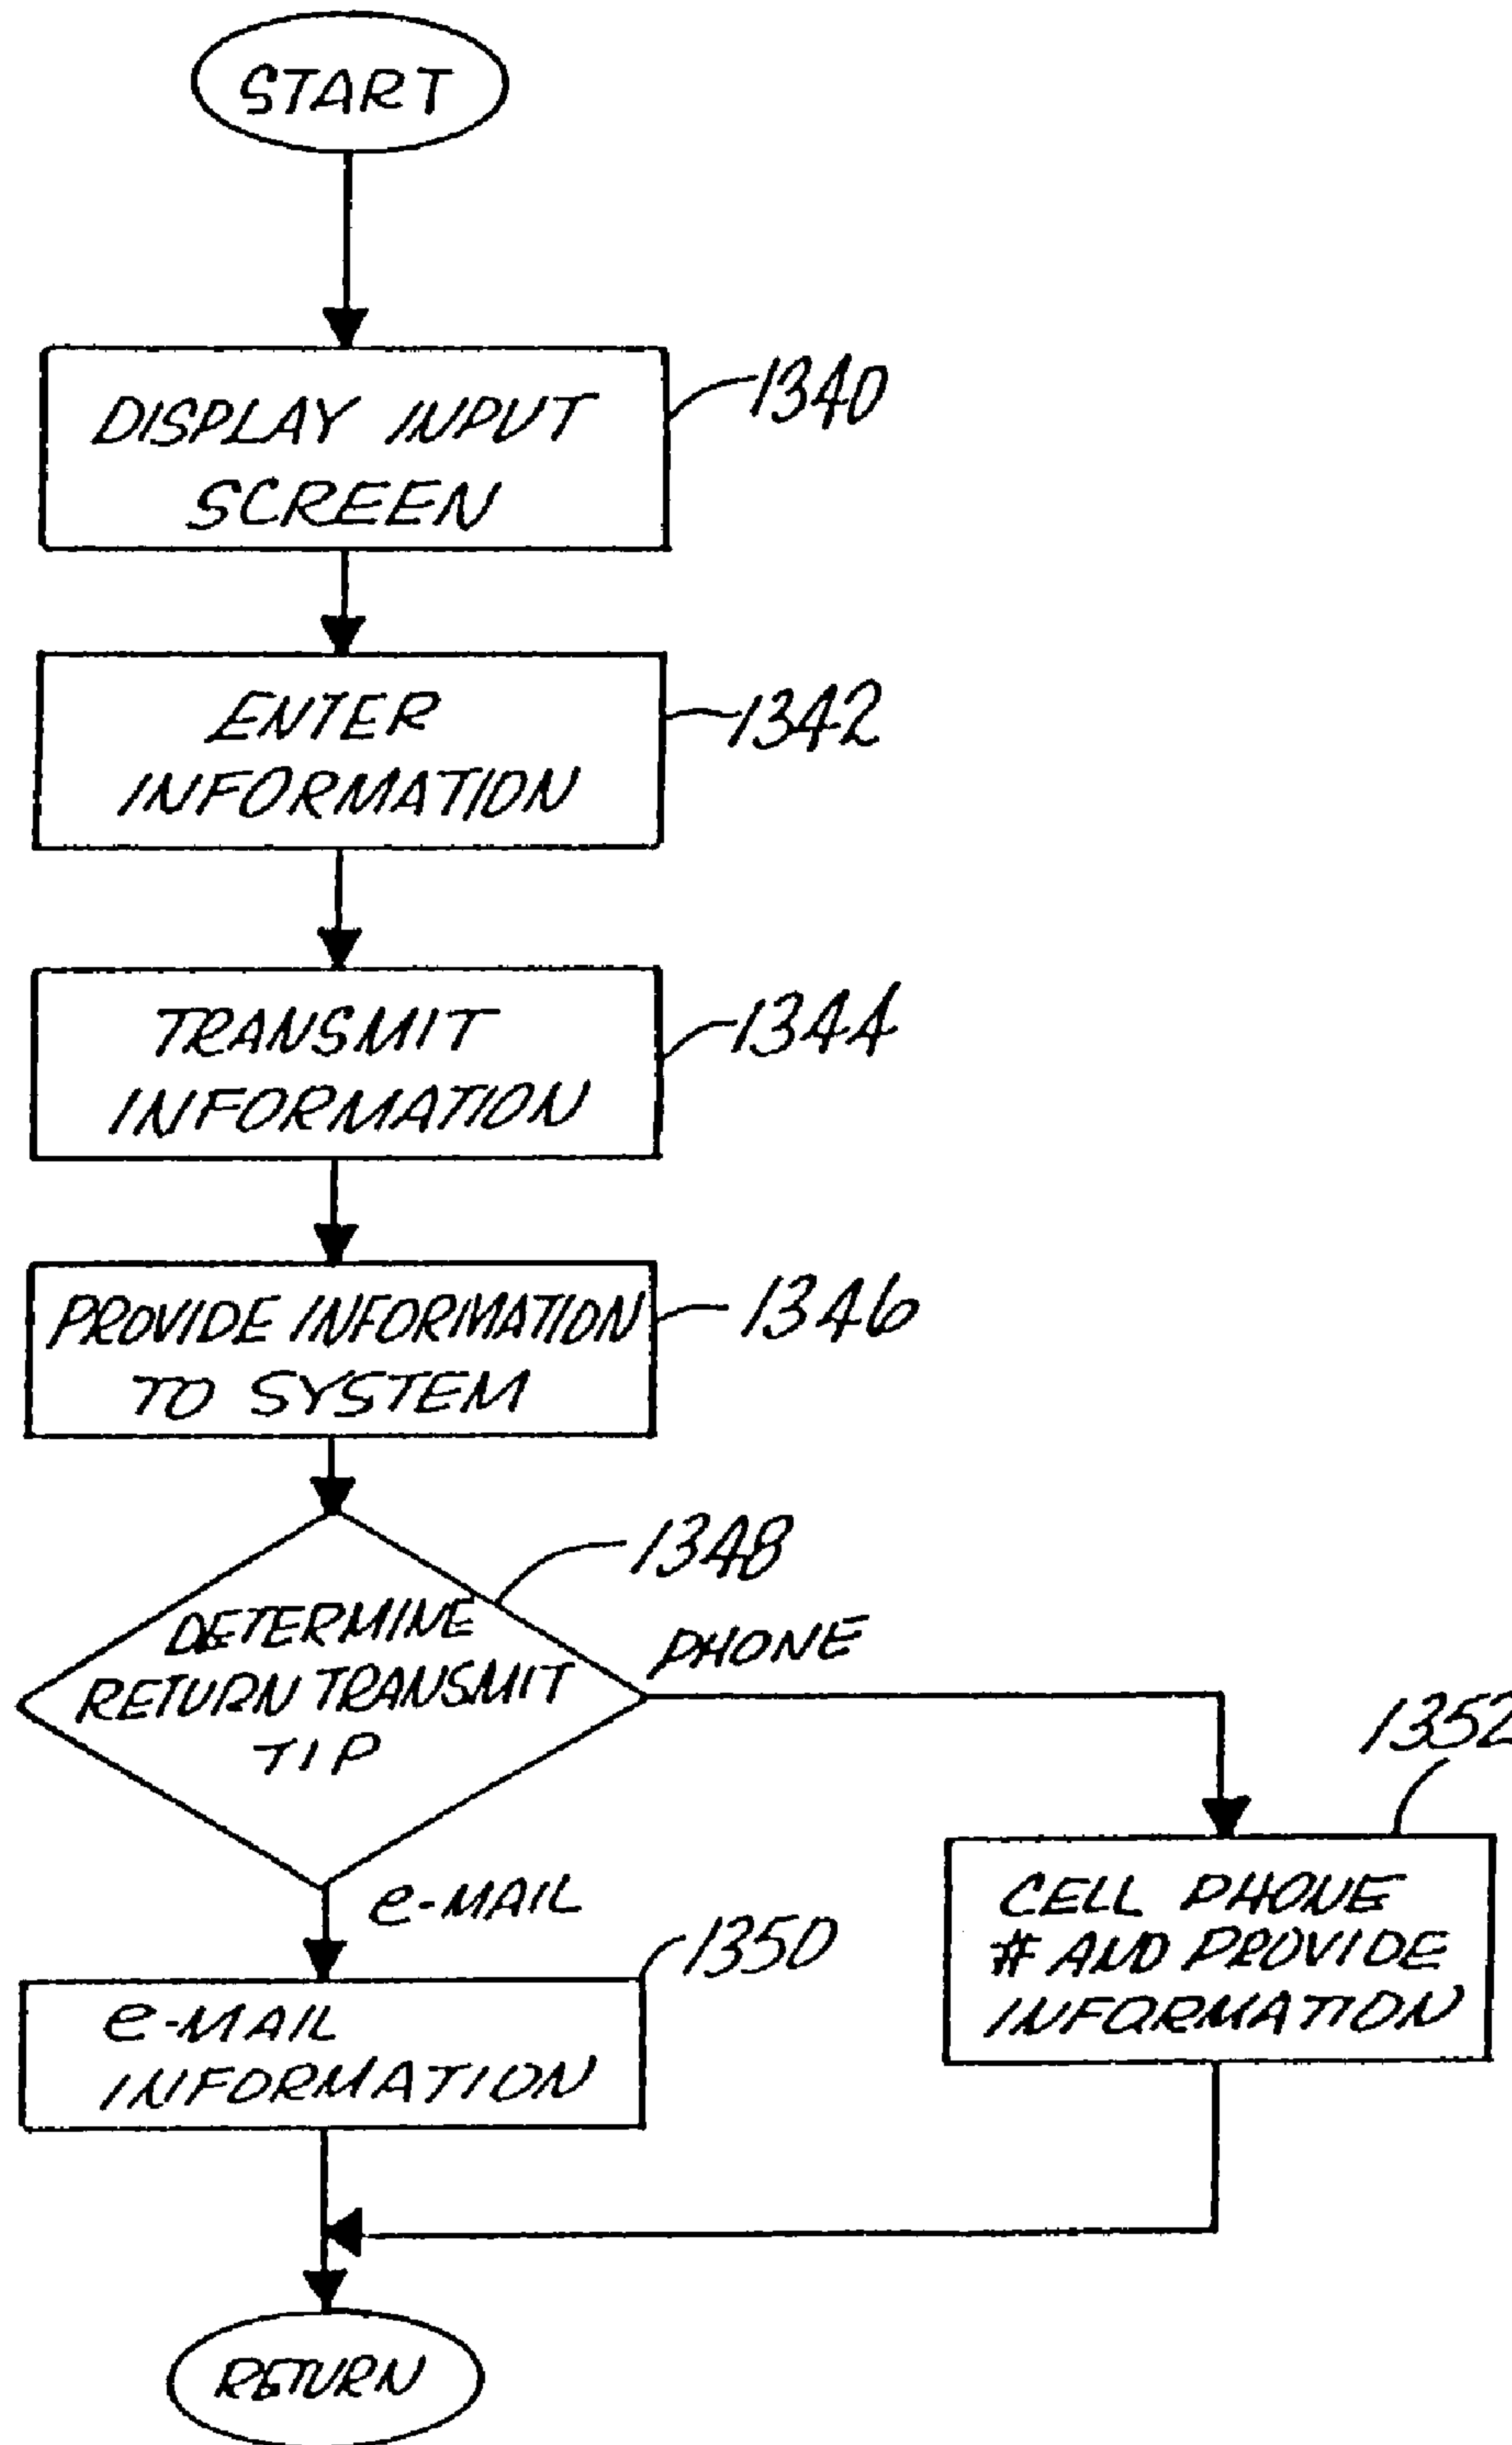 START
DISPLAY INPUT
SCREEN
1340
ENTER
INFORMATION
1342
TRANSMIT
INFORMATION
1344
PROVIDE INFORMATION
TO SYSTEM
1346
DETERMINE
RETURN TRANSMIT
TIP
1348
PHONE
1352
CELL PHONE
# AND PROVIDE
INFORMATION
e-MAIL
1350
e-MAIL
INFORMATION
RETURN